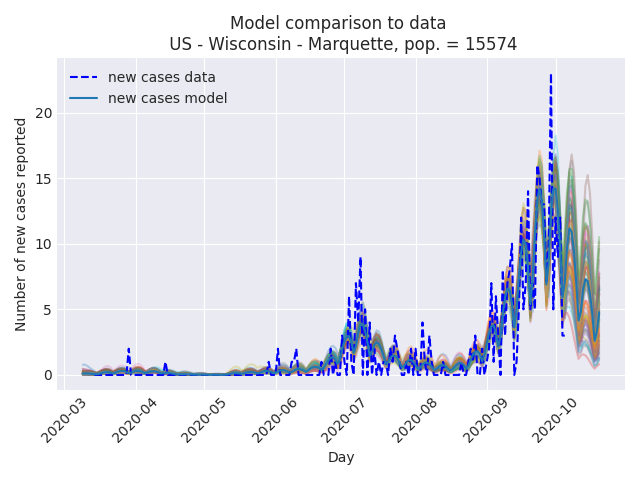 Model comparison to data
US - Wisconsin - Marquette, pop. = 15574
new cases data
new cases model
Number of new cases reported
20
15
10
5
0
2020-03
2020-04
2020-05
2020-06
2020-07
2020-08
2020-09
2020-10
Day